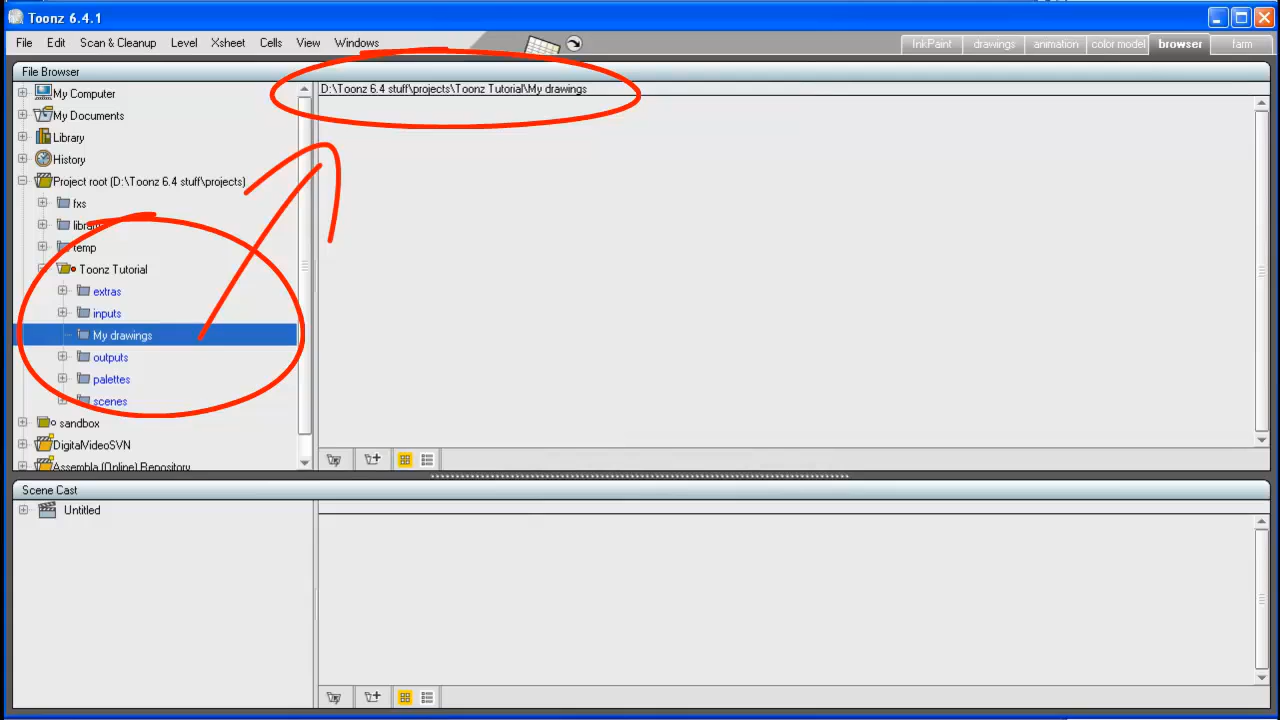 Toonz 6.4.1
File Edit Scan & Cleanup Level Xsheet Cells View Windows InkPaint drawings animation color model browser farm
File Browser
D:\Toonz 6.4 stuff\projects\Toonz Tutorial\My drawings
My Computer
My Documents
Library
History
Project root (D:\Toonz 6.4 stuff\projects)
fxs
library
temp
Toonz Tutorial
extras
inputs
My drawings
outputs
palettes
scenes
sandbox
DigitalVideoSVN
Assembla (Online) Repository
Scene Cast
Untitled